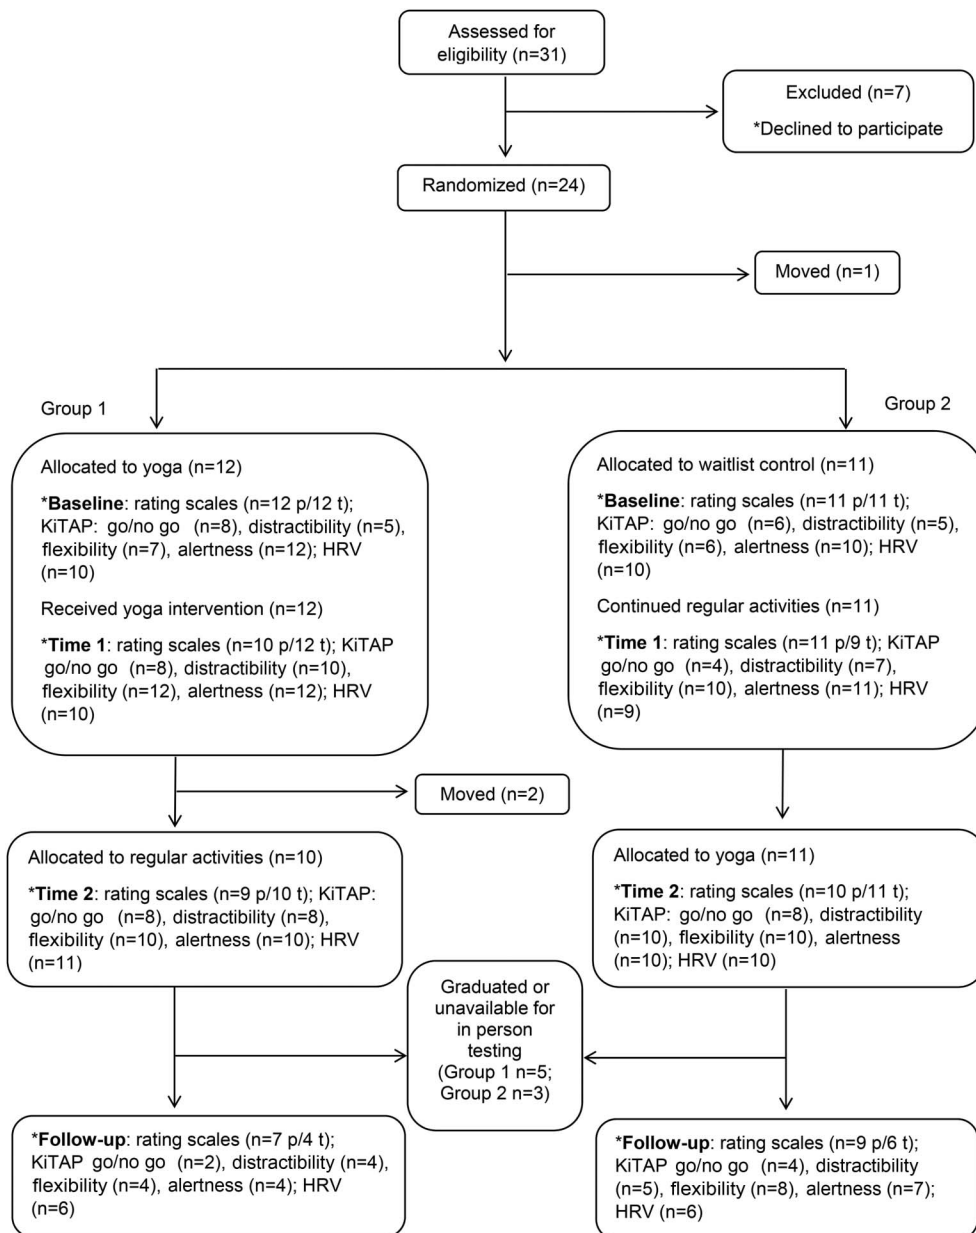 Assessed for
eligibility (n=31)
Excluded (n=7)
*Declined to participate
Randomized (n=24)
Moved (n=1)
Group 1
Group 2
Allocated to yoga (n=12)
*Baseline: rating scales (n=12 p/12 t);
KiTAP: go/no go (n=8), distractibility (n=5),
flexibility (n=7), alertness (n=12); HRV
(n=10)
Received yoga intervention (n=12)
*Time 1: rating scales (n=10 p/12 t); KiTAP
go/no go (n=8), distractibility (n=10),
flexibility (n=12), alertness (n=12); HRV
(n=10)
Allocated to waitlist control (n=11)
*Baseline: rating scales (n=11 p/11 t);
KiTAP: go/no go (n=6), distractibility (n=5),
flexibility (n=6), alertness (n=10); HRV
(n=10)
Continued regular activities (n=11)
*Time 1: rating scales (n=11 p/9 t); KiTAP
go/no go (n=4), distractibility (n=7),
flexibility (n=10), alertness (n=11); HRV
(n=9)
Moved (n=2)
Allocated to regular activities (n=10)
*Time 2: rating scales (n=9 p/10 t); KiTAP:
go/no go (n=8), distractibility (n=8),
flexibility (n=10), alertness (n=10); HRV
(n=11)
Allocated to yoga (n=11)
*Time 2: rating scales (n=10 p/11 t);
KiTAP: go/no go (n=8), distractibility
(n=10), flexibility (n=10), alertness
(n=10); HRV (n=10)
Graduated or
unavailable for
in person
testing
(Group 1 n=5;
Group 2 n=3)
*Follow-up: rating scales (n=7 p/4 t);
KiTAP go/no go (n=2), distractibility (n=4),
flexibility (n=4), alertness (n=4); HRV
(n=6)
*Follow-up: rating scales (n=9 p/6 t);
KiTAP go/no go (n=4), distractibility
(n=5), flexibility (n=8), alertness (n=7);
HRV (n=6)